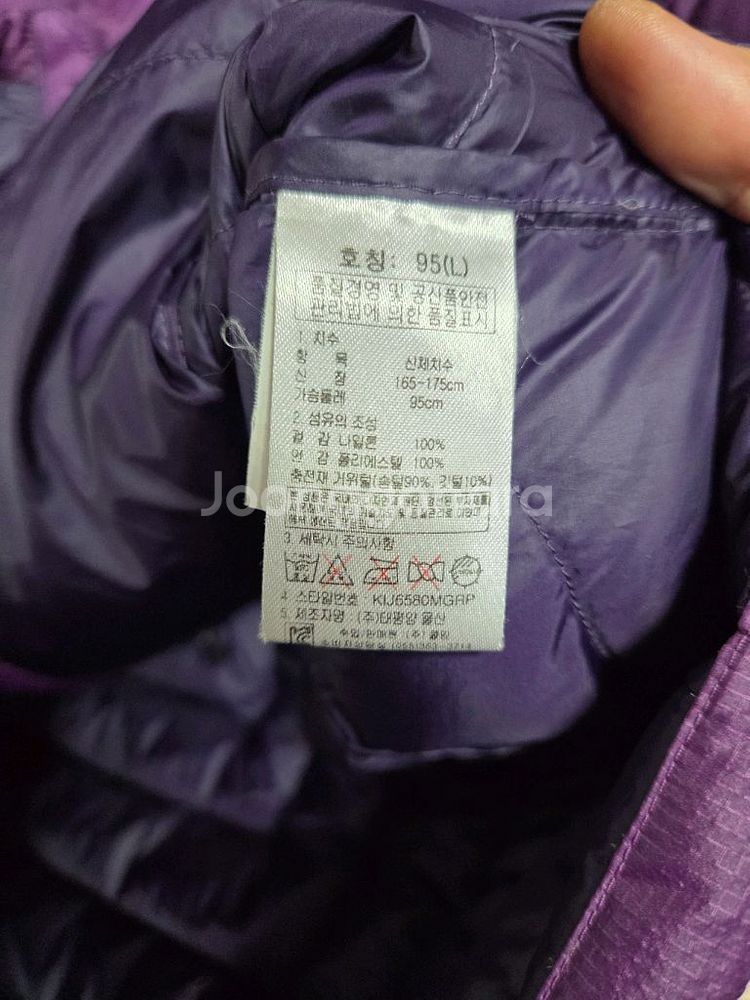 호칭: 95(L)
품질경영 및 공산품안전
관리법에 의한 품질표시
1. 치수
항 목 신체치수
신 장 165-175cm
가슴둘레 95cm
2. 섬유의 조성
겉 감 나일론 100%
안 감 폴리에스텔 100%
충전재 거위털(솜털90%, 깃털10%)
3. 세탁시 주의사항
4. 스타일번호 KIJ6580MGRP
5. 제조자명 (주)태평양 물산